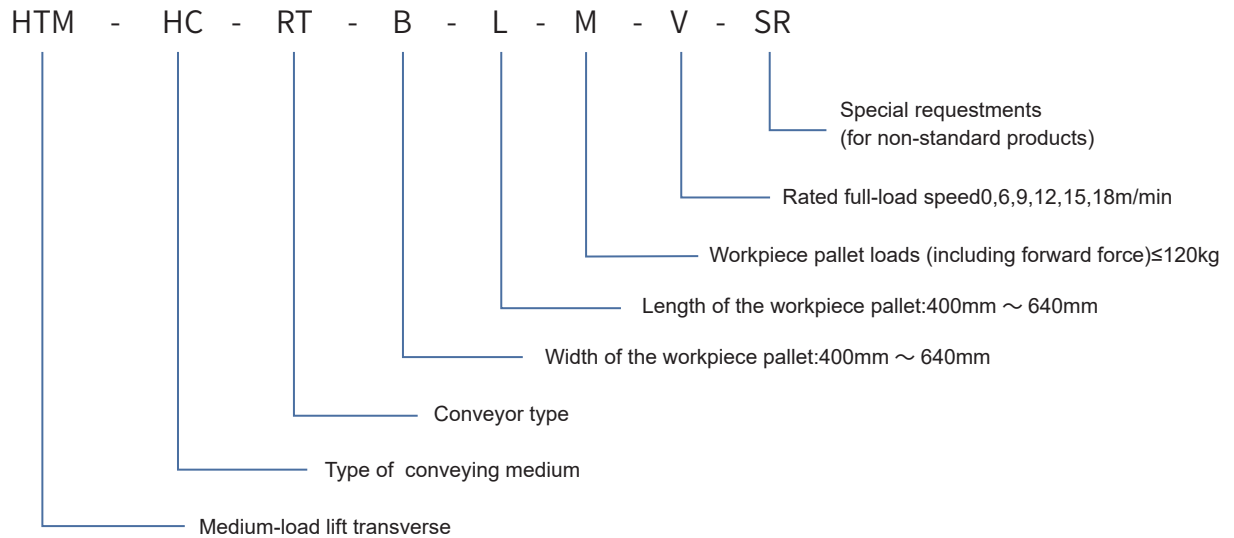 HTM - HC - RT - B - L - M - V - SR
Special requestments
(for non-standard products)
Rated full-load speed0,6,9,12,15,18m/min
Workpiece pallet loads (including forward force)≤120kg
Length of the workpiece pallet:400mm ～ 640mm
Width of the workpiece pallet:400mm ～ 640mm
Conveyor type
Type of  conveying medium
Medium-load lift transverse